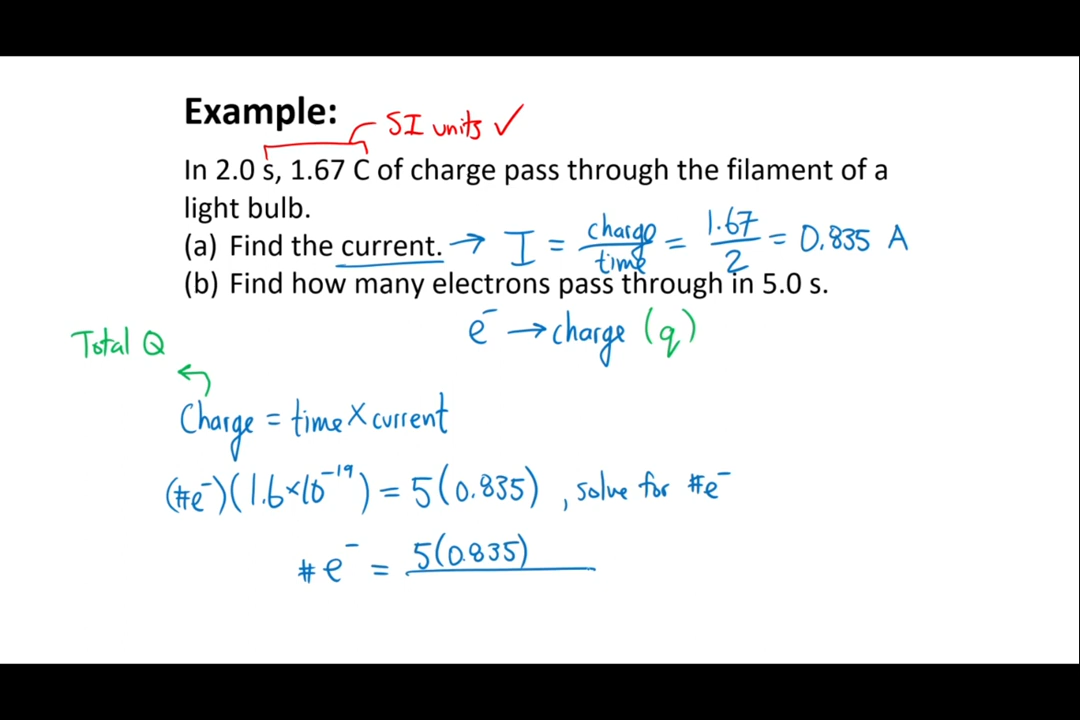 Example:
SI units ✓
In 2.0 s, 1.67 C of charge pass through the filament of a
light bulb.
(a) Find the current. → I = charge/time = 1.67/2 = 0.835 A
(b) Find how many electrons pass through in 5.0 s.
e⁻ → charge (q)
Total Q
Charge = time × current
(#e⁻)(1.6×10⁻¹⁹) = 5(0.835) , solve for #e⁻
#e⁻ = 5(0.835)